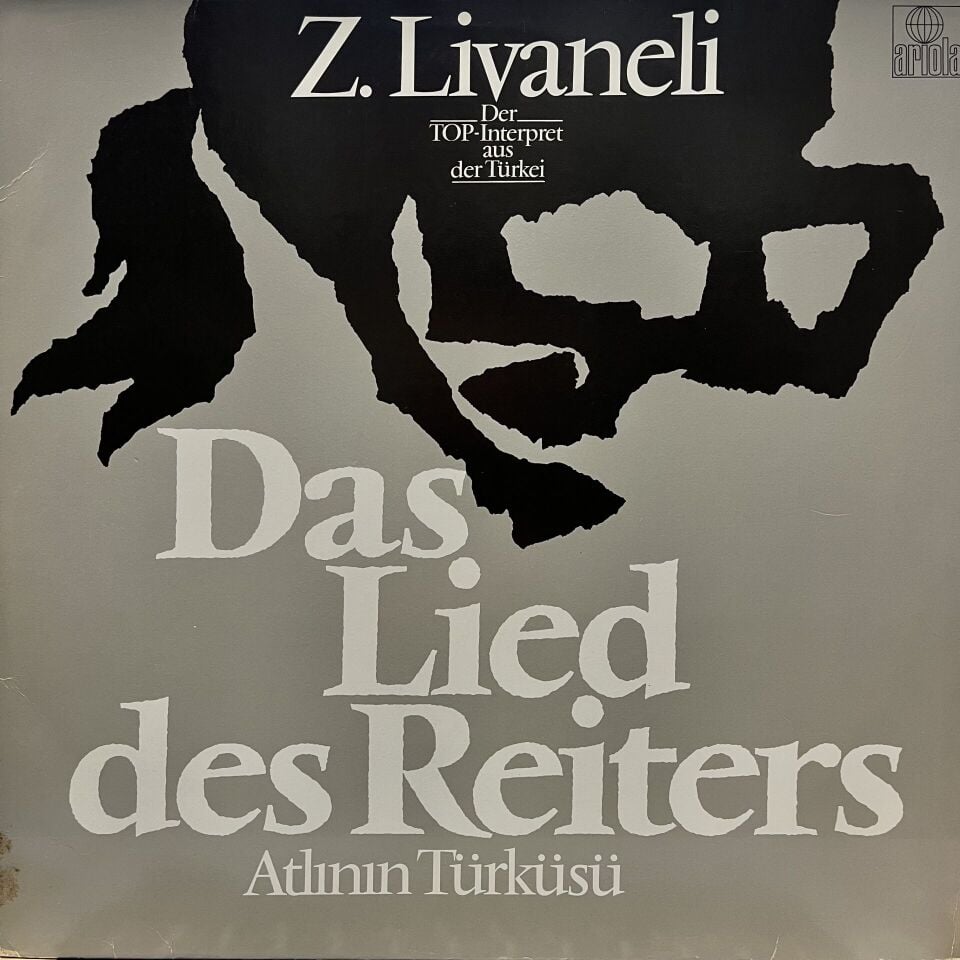 ariola
Z. Livaneli
Der
TOP-Interpret
aus
der Türkei
Das
Lied
des Reiters
Atlının Türküsü